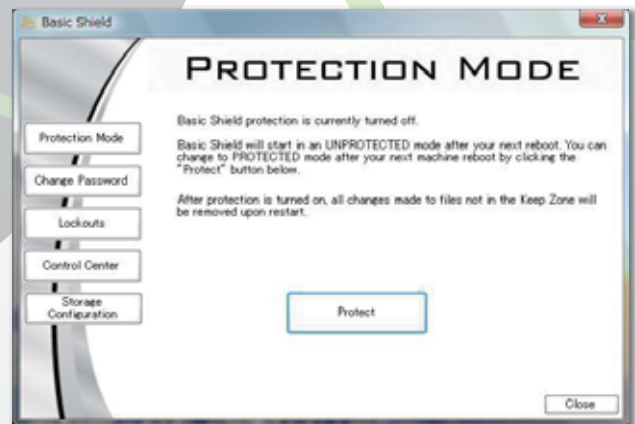 Basic Shield
PROTECTION MODE
Basic Shield protection is currently turned off.
Basic Shield will start in an UNPROTECTED mode after your next reboot. You can
change to PROTECTED mode after your next machine reboot by clicking the
"Protect" button below.
After protection is turned on, all changes made to files not in the Keep Zone will
be removed upon restart.
Protection Mode
Change Password
Lockouts
Control Center
Storage
Configuration
Protect
Close